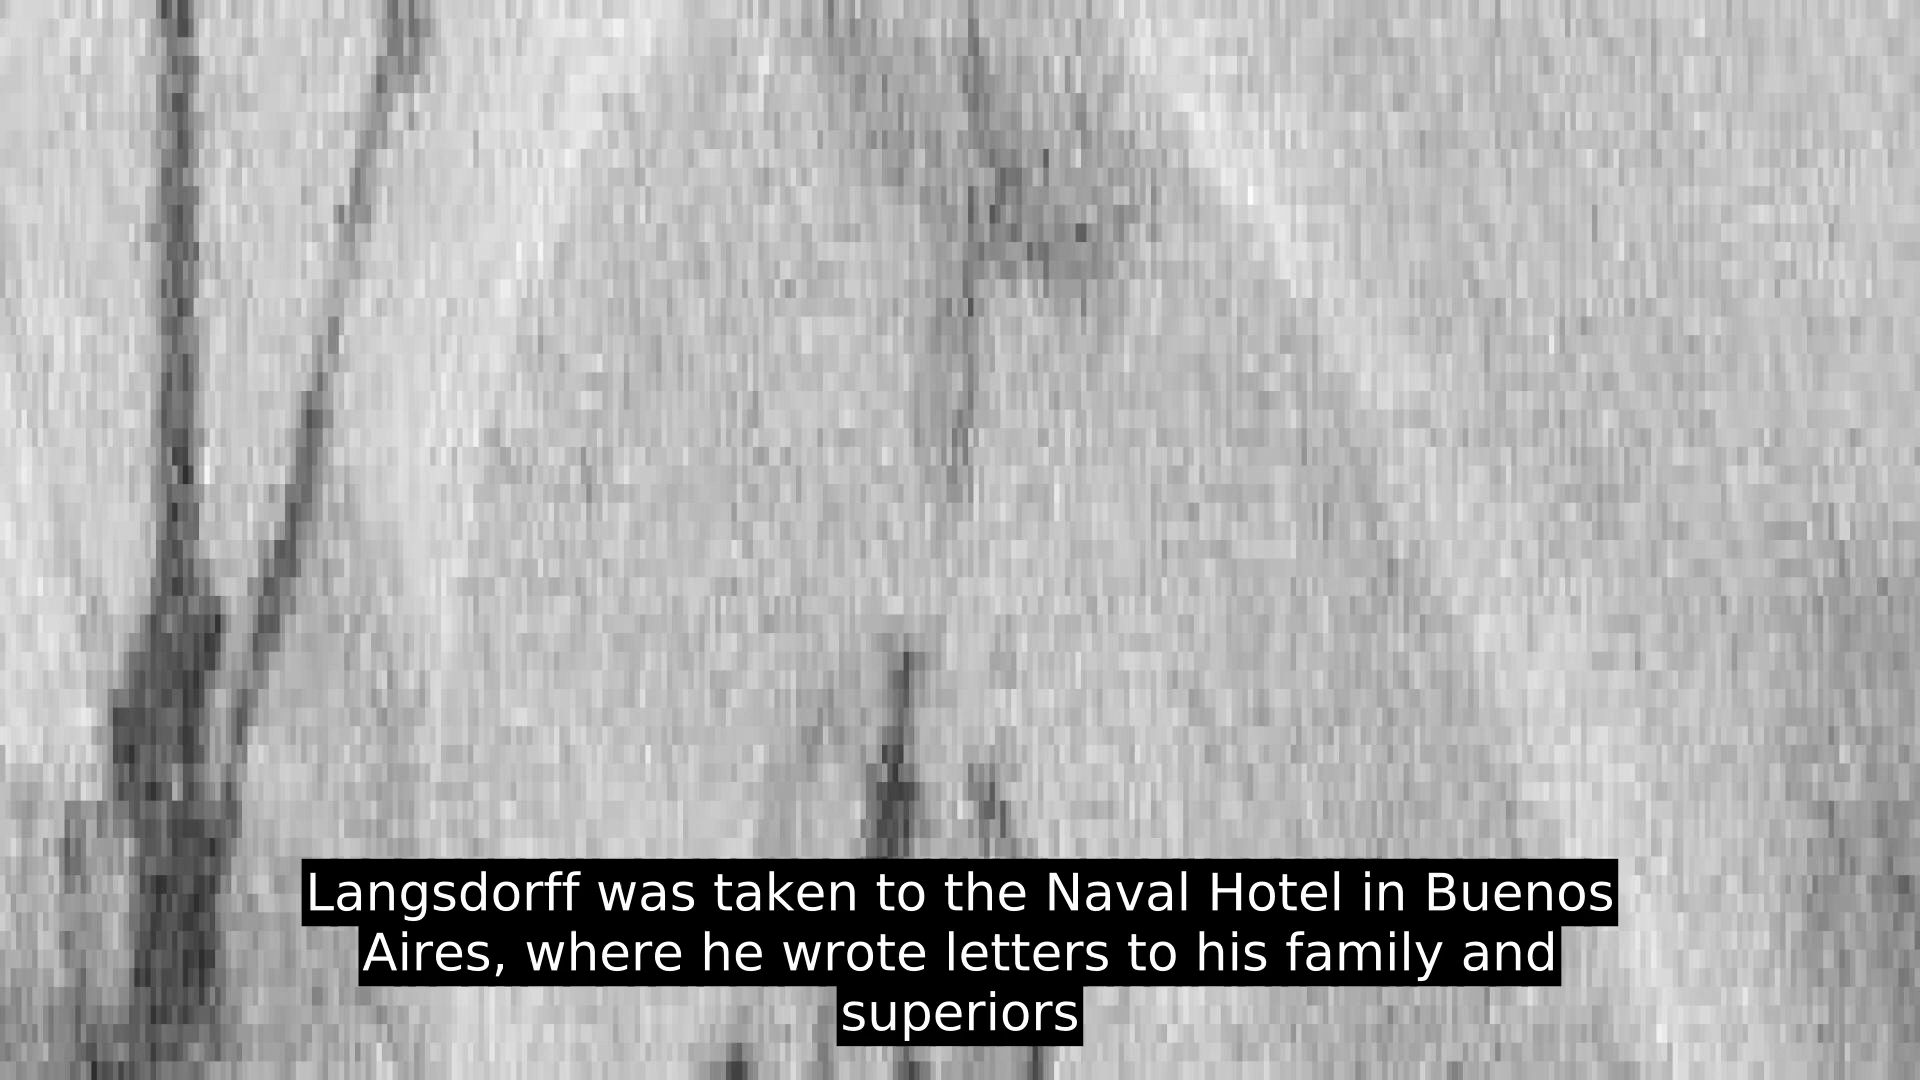 Langsdorff was taken to the Naval Hotel in Buenos
Aires, where he wrote letters to his family and
superiors